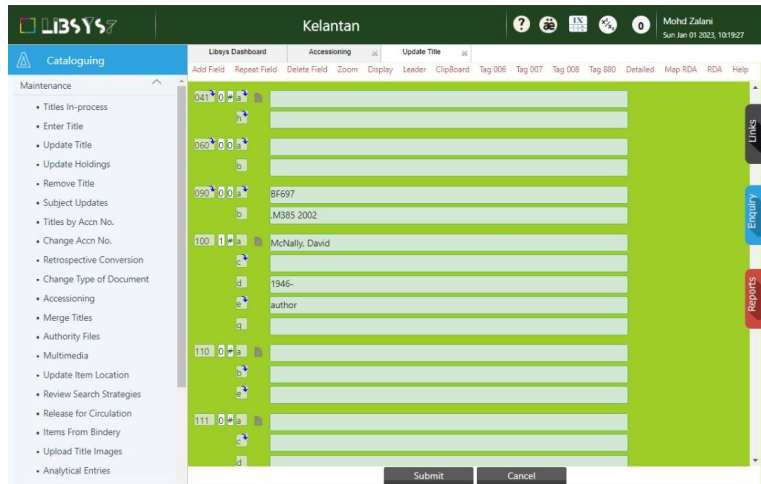 LiBSYS7
Kelantan
? äë IX X/X₂ 0
Mohd Zalani
Sun Jan 01 2023, 10:19:27
Cataloguing
Libsys Dashboard Accessioning Update Title
Add Field Repeat Field Delete Field Zoom Display Leader ClipBoard Tag 006 Tag 007 Tag 008 Tag 880 Detailed Map RDA RDA Help
Maintenance
• Titles In-process
• Enter Title
• Update Title
• Update Holdings
• Remove Title
• Subject Updates
• Titles by Accn No.
• Change Accn No.
• Retrospective Conversion
• Change Type of Document
• Accessioning
• Merge Titles
• Authority Files
• Multimedia
• Update Item Location
• Review Search Strategies
• Release for Circulation
• Items From Bindery
• Upload Title Images
• Analytical Entries
041 0 # a
h
060 0 0 a
b
090 0 0 a BF697
b .M385 2002
100 1 # a McNally, David
c
d 1946-
e author
q
110 0 # a
b
e
111 0 # a
c
d
Links
Enquiry
Reports
Submit Cancel